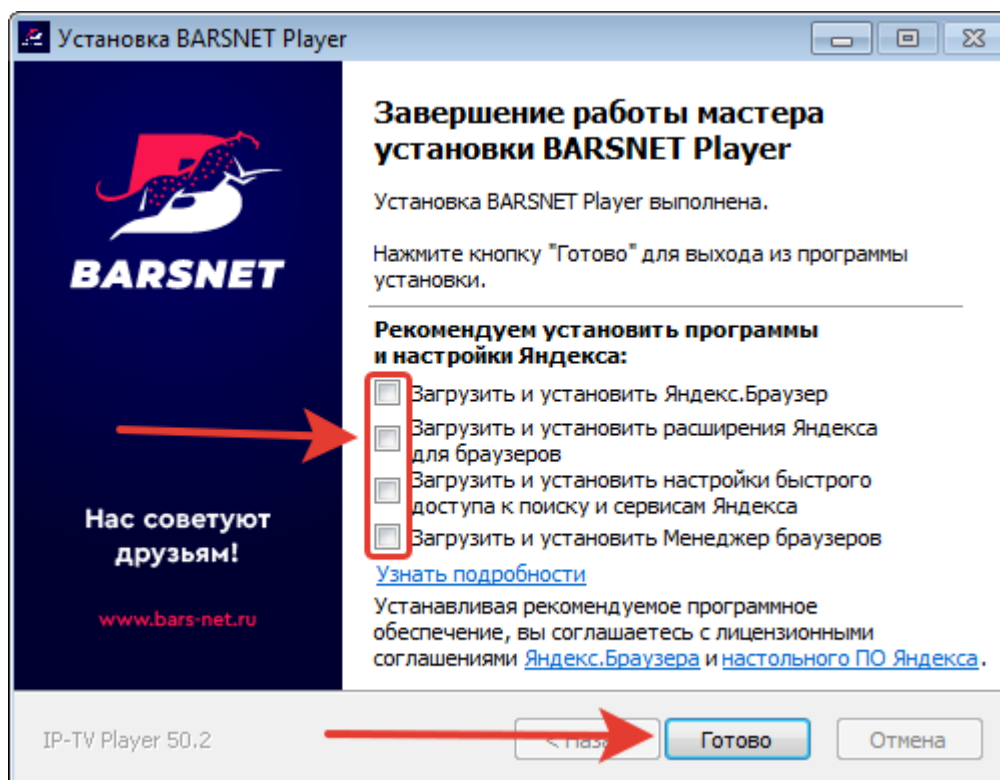 Установка BARSNET Player
BARSNET
Нас советуют
друзьям!
www.bars-net.ru
Завершение работы мастера
установки BARSNET Player
Установка BARSNET Player выполнена.
Нажмите кнопку "Готово" для выхода из программы
установки.
Рекомендуем установить программы
и настройки Яндекса:
Загрузить и установить Яндекс.Браузер
Загрузить и установить расширения Яндекса
для браузеров
Загрузить и установить настройки быстрого
доступа к поиску и сервисам Яндекса
Загрузить и установить Менеджер браузеров
Узнать подробности
Устанавливая рекомендуемое программное
обеспечение, вы соглашаетесь с лицензионными
соглашениями Яндекс.Браузера и настольного ПО Яндекса.
IP-TV Player 50.2
Готово
Отмена